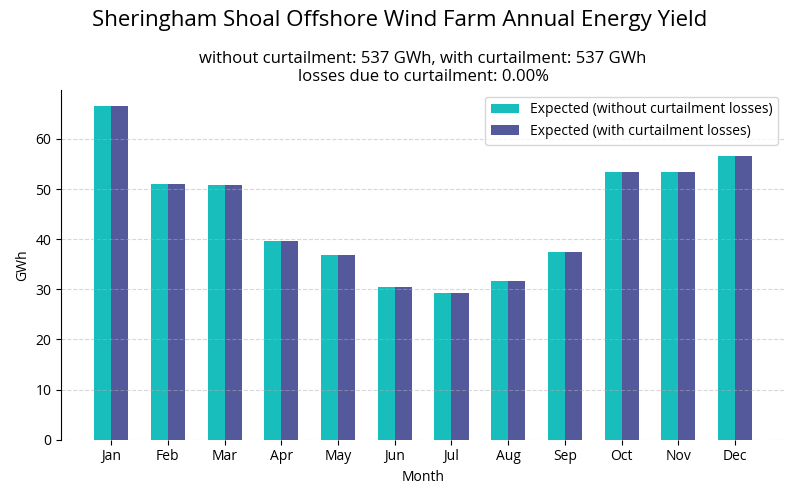 Sheringham Shoal Offshore Wind Farm Annual Energy Yield
without curtailment: 537 GWh, with curtailment: 537 GWh
losses due to curtailment: 0.00%
Expected (without curtailment losses)
Expected (with curtailment losses)
GWh
60
50
40
30
20
10
0
Jan Feb Mar Apr May Jun Jul Aug Sep Oct Nov Dec
Month